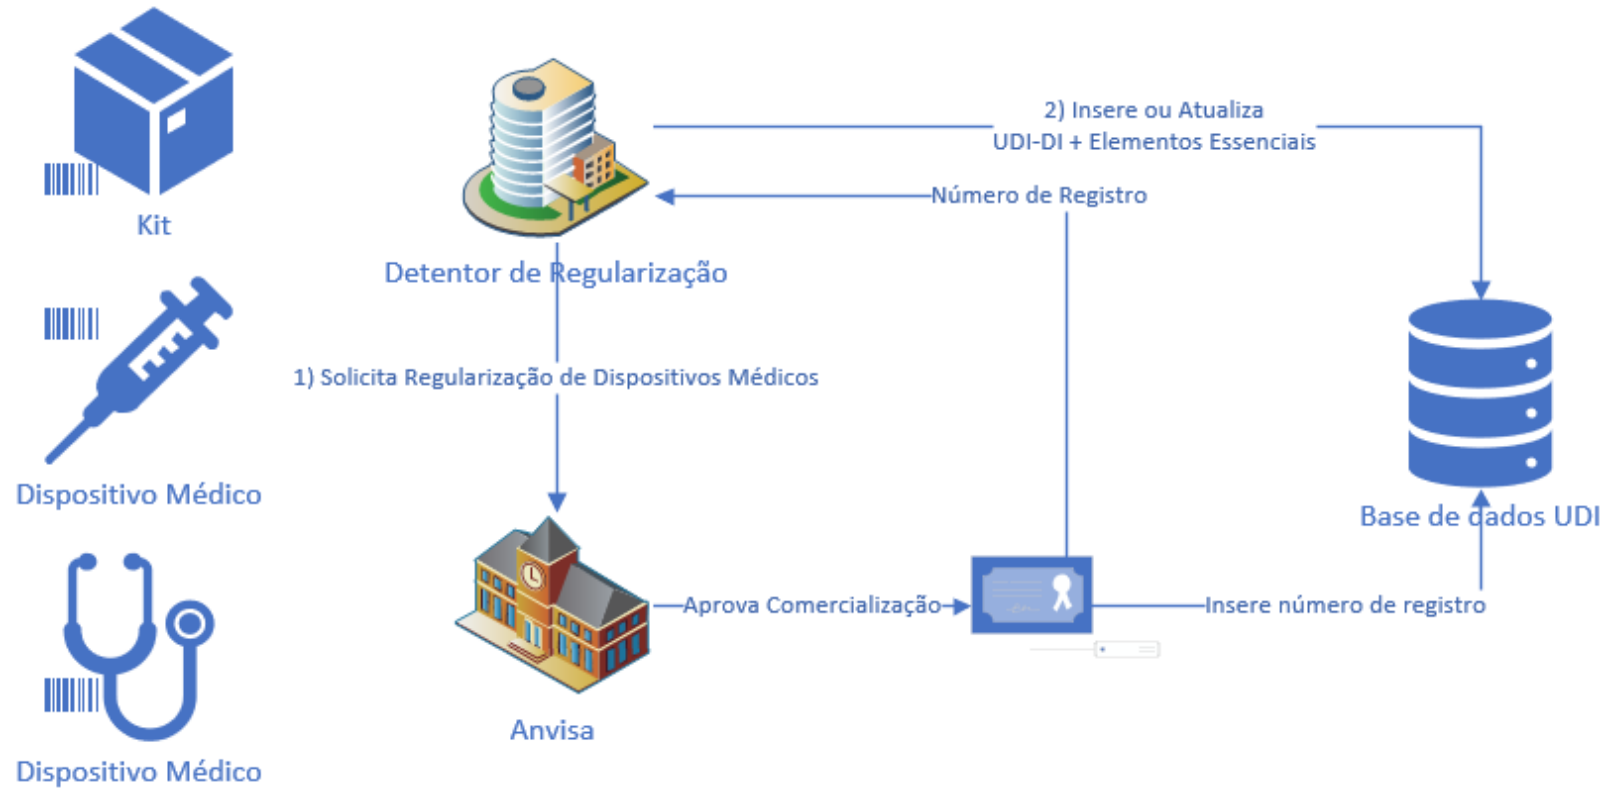 Kit
Dispositivo Médico
Dispositivo Médico
Detentor de Regularização
2) Insere ou Atualiza
UDI-DI + Elementos Essenciais
Número de Registro
1) Solicita Regularização de Dispositivos Médicos
Anvisa
Aprova Comercialização
Insere número de registro
Base de dados UDI